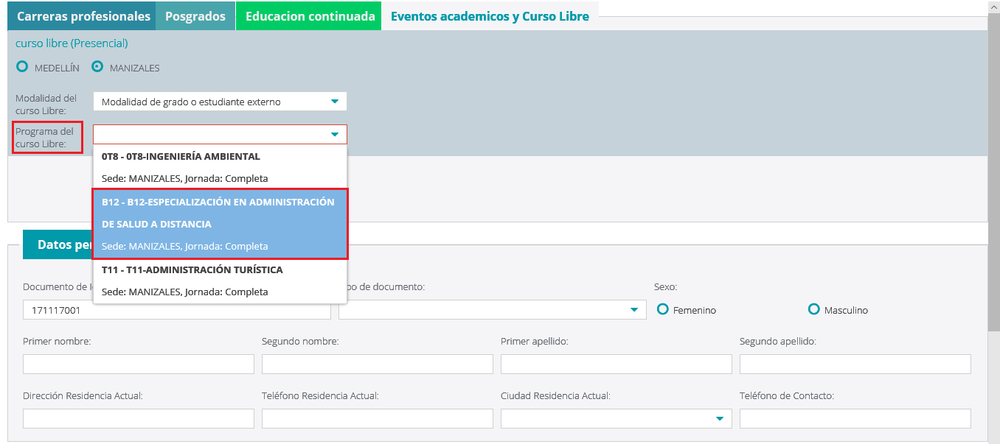 Carreras profesionales Posgrados Educacion continuada Eventos academicos y Curso Libre
curso libre (Presencial)
MEDELLÍN MANIZALES
Modalidad del
curso Libre:
Modalidad de grado o estudiante externo
Programa del
curso Libre:
0T8 - 0T8-INGENIERÍA AMBIENTAL
Sede: MANIZALES, Jornada: Completa
B12 - B12-ESPECIALIZACIÓN EN ADMINISTRACIÓN
DE SALUD A DISTANCIA
Sede: MANIZALES, Jornada: Completa
T11 - T11-ADMINISTRACIÓN TURÍSTICA
Sede: MANIZALES, Jornada: Completa
Datos per
Documento de I po de documento: Sexo:
171117001 Femenino Masculino
Primer nombre: Segundo nombre: Primer apellido: Segundo apellido:
Dirección Residencia Actual: Teléfono Residencia Actual: Ciudad Residencia Actual: Teléfono de Contacto: